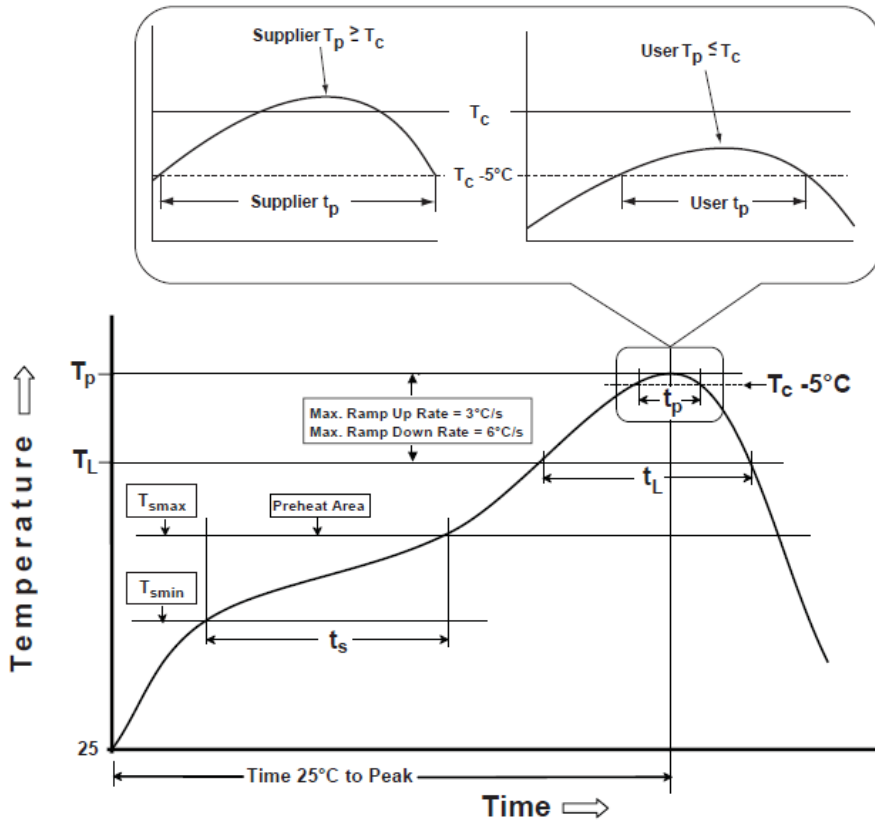 Supplier Tp ≥ Tc
User Tp ≤ Tc
Tc
Tc -5°C
Supplier tp
User tp
Tp
Tc -5°C
tp
Max. Ramp Up Rate = 3°C/s
Max. Ramp Down Rate = 6°C/s
TL
tL
Tsmax
Preheat Area
Tsmin
ts
Temperature
25
Time 25°C to Peak
Time